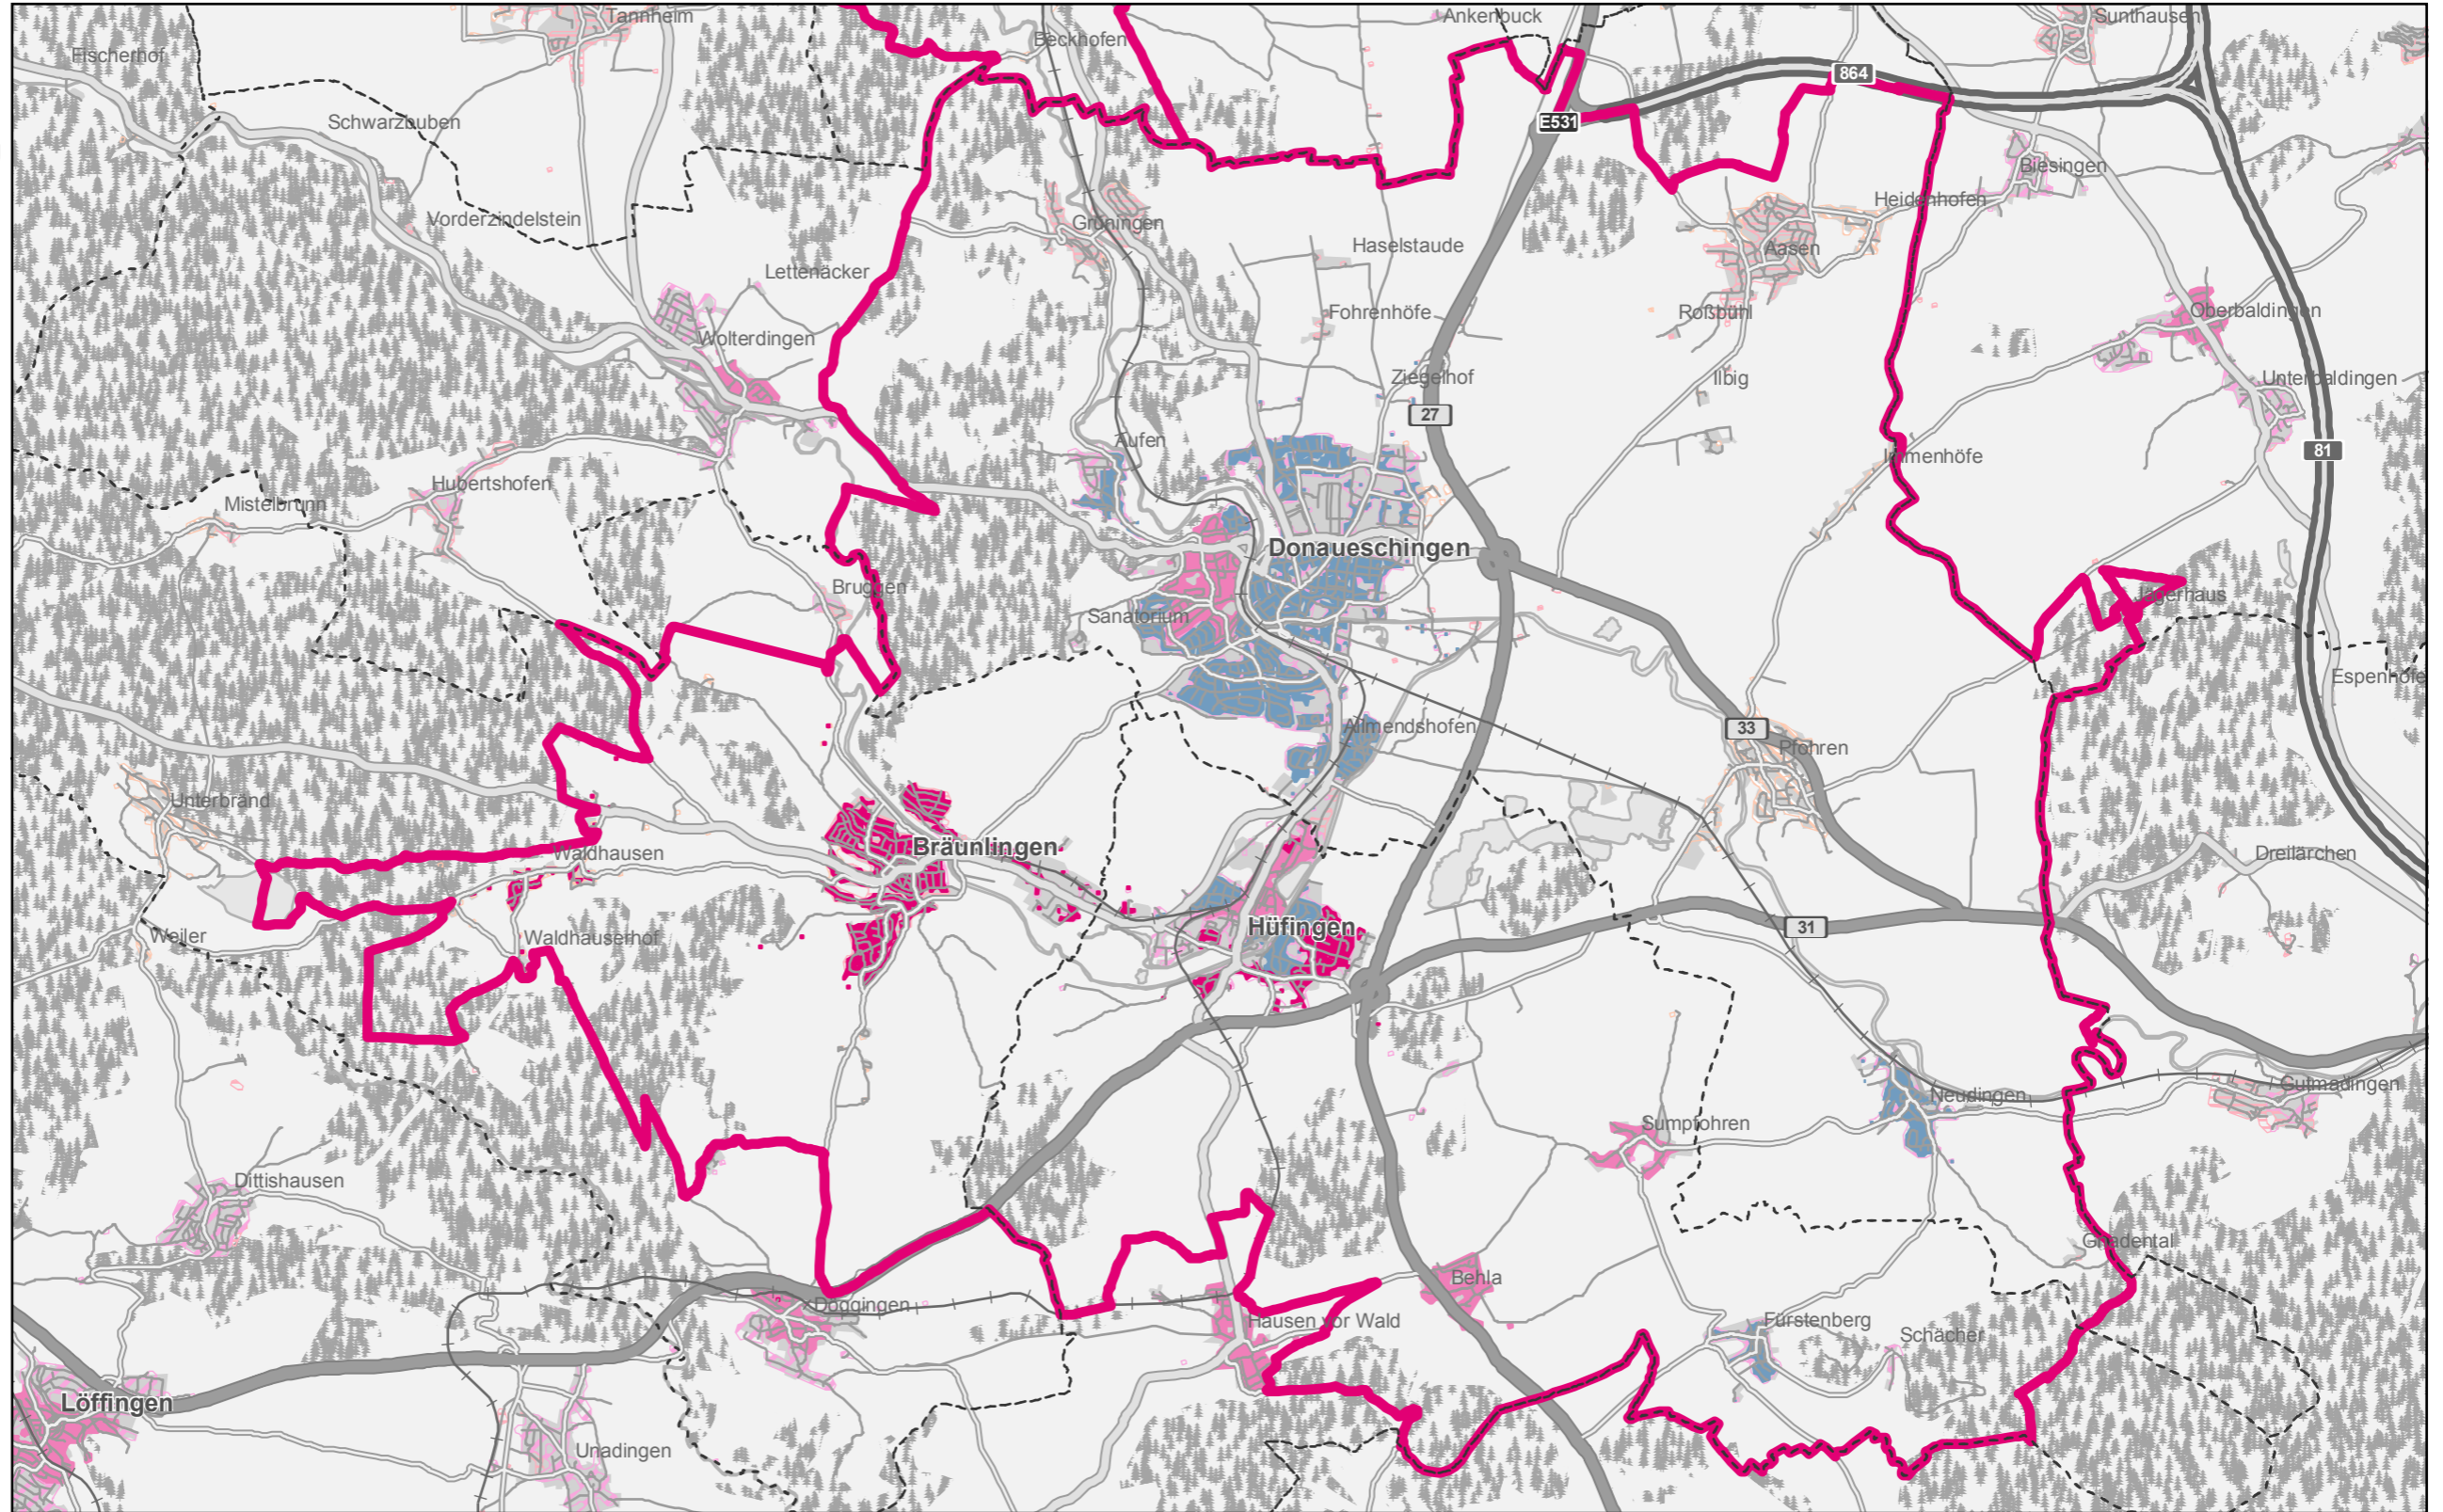 Tannheim
Ankenbuck
Sunthausen
Beckhofen
Fischerhof
864
E531
Schwarzbuben
Biesingen
Heidenhofen
Vorderzindelstein
Grüningen
Haselstaude
Aasen
Lettenäcker
Fohrenhöfe
Roßbühl
Oberbaldingen
Wolterdingen
Ziegelhof
Ilbig
Unterbaldingen
27
Aufen
81
Immenhöfe
Hubertshofen
Mistelbrunn
Donaueschingen
Bruggen
Jägerhaus
Sanatorium
Espenhöfe
Allmendshofen
33
Pfohren
Unterbränd
Bräunlingen
Waldhausen
Dreilärchen
Hüfingen
31
Weiler
Waldhauserhof
Gutmadingen
Neudingen
Sumpfohren
Dittishausen
Gnadental
Behla
Döggingen
Hausen vor Wald
Fürstenberg
Schächer
Löffingen
Unadingen